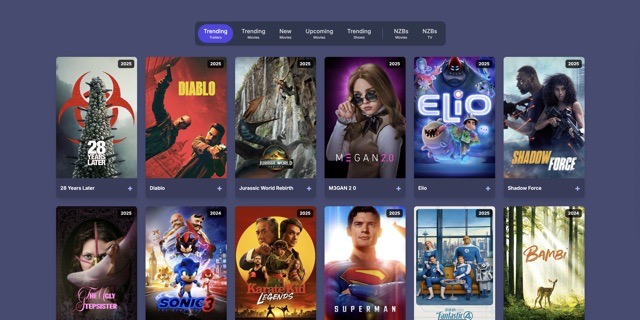 Trending
Trailers
Trending
Movies
New
Movies
Upcoming
Movies
Trending
Shows
NZBs
Movies
NZBs
TV
2025
28
YEARS
LATER
28 Years Later +
2025
DIABLO
Diablo +
2025
JURASSIC WORLD
Jurassic World Rebirth +
2025
M3GAN 2.0
M3GAN 2 0 +
2025
ELIO
Elio +
2025
SHADOW
FORCE
Shadow Force +
2025
The Ugly
Stepsister
2024
SONIC 3
2025
Karate Kid
LEGENDS
2025
SUPERMAN
2025
Fantastic 4
2024
BAMBI